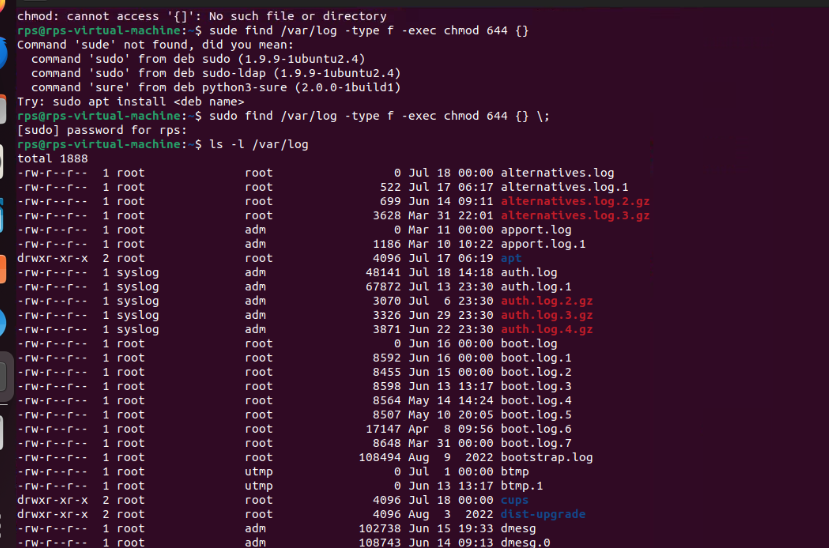 chmod: cannot access '{}': No such file or directory
rps@rps-virtual-machine:~$ sude find /var/log -type f -exec chmod 644 {}
Command 'sude' not found, did you mean:
  command 'sudo' from deb sudo (1.9.9-1ubuntu2.4)
  command 'sudo' from deb sudo-ldap (1.9.9-1ubuntu2.4)
  command 'sure' from deb python3-sure (2.0.0-1build1)
Try: sudo apt install <deb name>
rps@rps-virtual-machine:~$ sudo find /var/log -type f -exec chmod 644 {} \;
[sudo] password for rps:
rps@rps-virtual-machine:~$ ls -l /var/log
total 1888
-rw-r--r--  1 root              root                   0 Jul 18 00:00 alternatives.log
-rw-r--r--  1 root              root                 522 Jul 17 06:17 alternatives.log.1
-rw-r--r--  1 root              root                 699 Jun 14 09:11 alternatives.log.2.gz
-rw-r--r--  1 root              root                3628 Mar 31 22:01 alternatives.log.3.gz
-rw-r--r--  1 root              adm                    0 Mar 11 00:00 apport.log
-rw-r--r--  1 root              adm                 1186 Mar 10 10:22 apport.log.1
drwxr-xr-x  2 root              root                4096 Jul 17 06:19 apt
-rw-r--r--  1 syslog            adm                48141 Jul 18 14:18 auth.log
-rw-r--r--  1 syslog            adm                67872 Jul 13 23:30 auth.log.1
-rw-r--r--  1 syslog            adm                 3070 Jul  6 23:30 auth.log.2.gz
-rw-r--r--  1 syslog            adm                 3326 Jun 29 23:30 auth.log.3.gz
-rw-r--r--  1 syslog            adm                 3871 Jun 22 23:30 auth.log.4.gz
-rw-r--r--  1 root              root                   0 Jun 16 00:00 boot.log
-rw-r--r--  1 root              root                8592 Jun 16 00:00 boot.log.1
-rw-r--r--  1 root              root                8455 Jun 15 00:00 boot.log.2
-rw-r--r--  1 root              root                8598 Jun 13 13:17 boot.log.3
-rw-r--r--  1 root              root                8564 May 14 14:24 boot.log.4
-rw-r--r--  1 root              root                8507 May 10 20:05 boot.log.5
-rw-r--r--  1 root              root               17147 Apr  8 09:56 boot.log.6
-rw-r--r--  1 root              root                8648 Mar 31 00:00 boot.log.7
-rw-r--r--  1 root              root              108494 Aug  9  2022 bootstrap.log
-rw-r--r--  1 root              utmp                   0 Jul  1 00:00 btmp
-rw-r--r--  1 root              utmp                   0 Jun 13 13:17 btmp.1
drwxr-xr-x  2 root              root                4096 Jul 18 00:00 cups
drwxr-xr-x  2 root              root                4096 Aug  3  2022 dist-upgrade
-rw-r--r--  1 root              adm               102738 Jun 15 19:33 dmesg
-rw-r--r--  1 root              adm               108743 Jun 14 09:13 dmesg.0